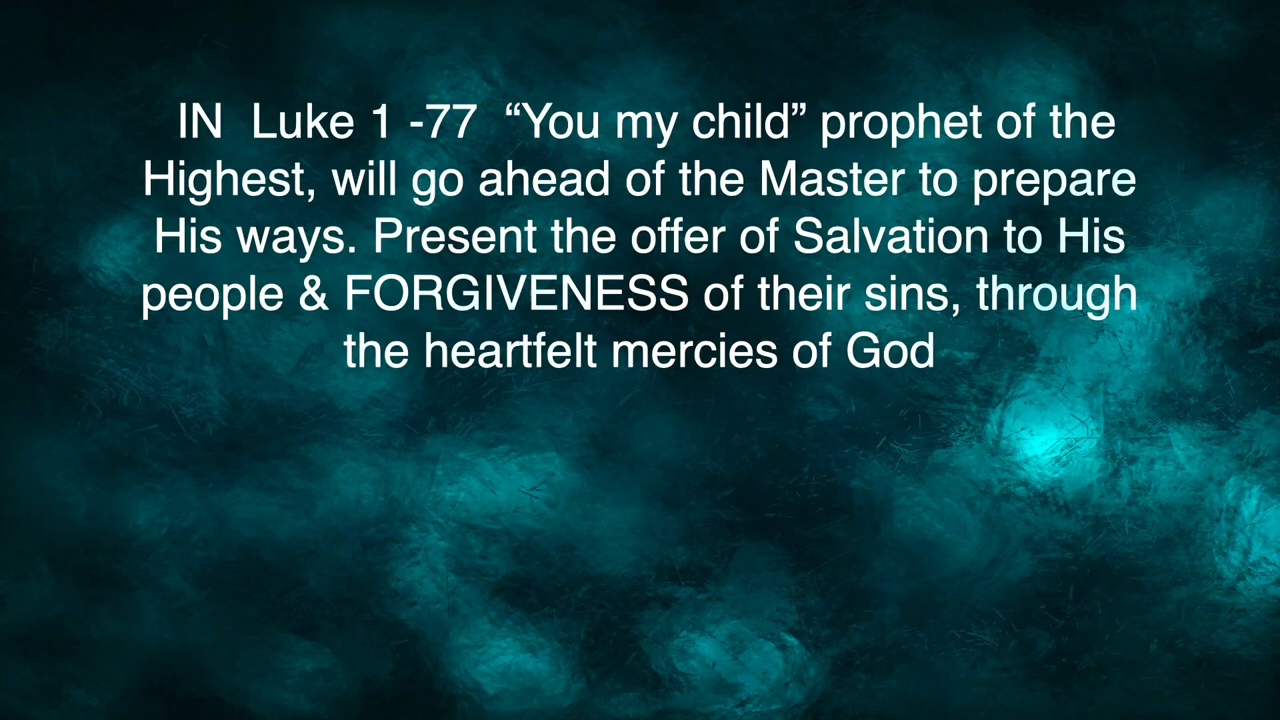 IN  Luke 1 -77  “You my child” prophet of the
Highest, will go ahead of the Master to prepare
His ways. Present the offer of Salvation to His
people & FORGIVENESS of their sins, through
the heartfelt mercies of God